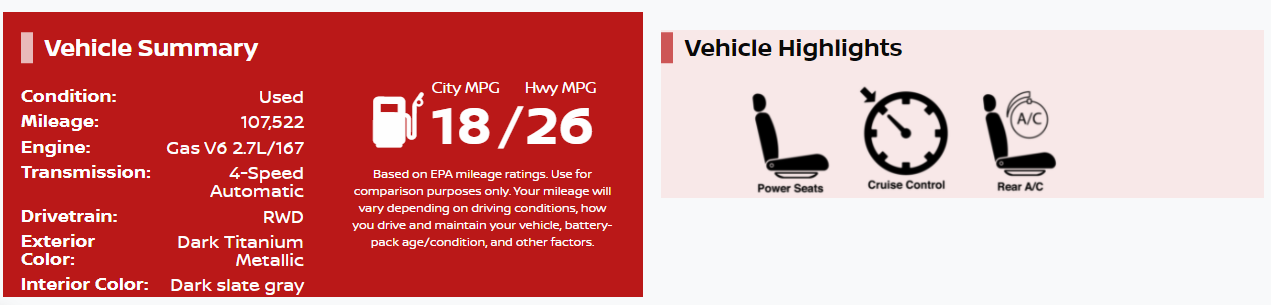 Vehicle Summary
Condition: Used
Mileage: 107,522
Engine: Gas V6 2.7L/167
Transmission: 4-Speed
Automatic
Drivetrain: RWD
Exterior Dark Titanium
Color: Metallic
Interior Color: Dark slate gray
City MPG Hwy MPG
18 / 26
Based on EPA mileage ratings. Use for
comparison purposes only. Your mileage will
vary depending on driving conditions, how
you drive and maintain your vehicle, battery-
pack age/condition, and other factors.
Vehicle Highlights
A/C
Power Seats Cruise Control Rear A/C